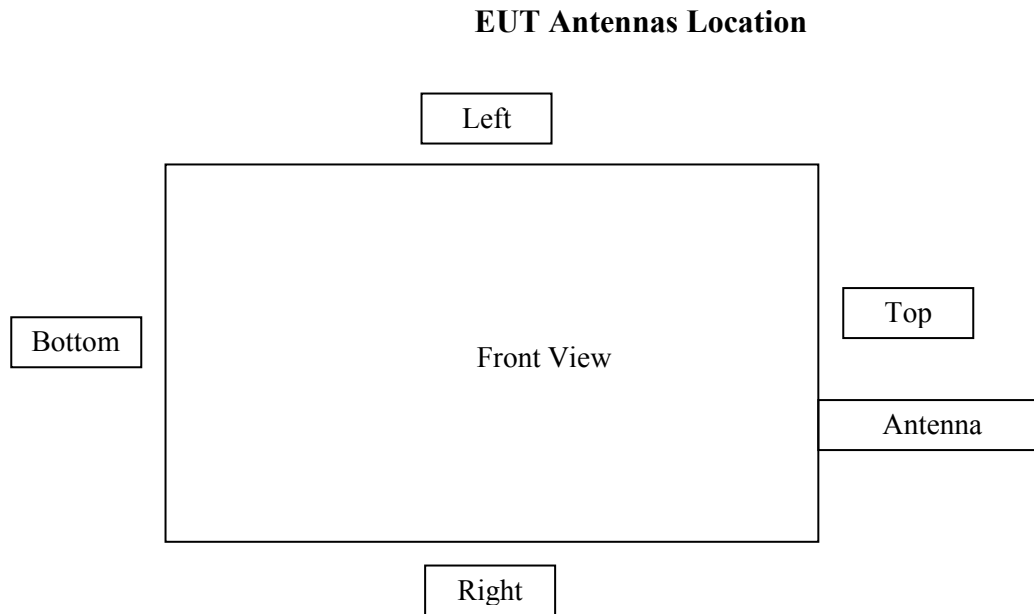 EUT Antennas Location
Left
Top
Bottom
Front View
Antenna
Right